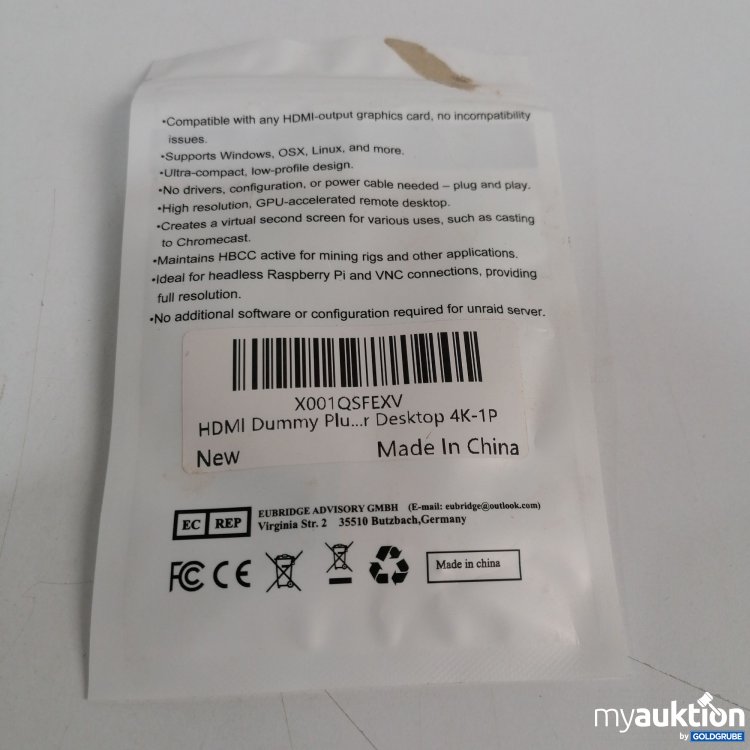 •Compatible with any HDMI-output graphics card, no incompatibility
issues.
•Supports Windows, OSX, Linux, and more.
•Ultra-compact, low-profile design.
•No drivers, configuration, or power cable needed – plug and play.
•High resolution, GPU-accelerated remote desktop.
•Creates a virtual second screen for various uses, such as casting
to Chromecast.
•Maintains HBCC active for mining rigs and other applications.
•Ideal for headless Raspberry Pi and VNC connections, providing
full resolution.
•No additional software or configuration required for unraid server.
X001QSFEXV
HDMI Dummy Plu...r Desktop 4K-1P
New Made In China
EC REP
EUBRIDGE ADVISORY GMBH (E-mail: eubridge@outlook.com)
Virginia Str. 2 35510 Butzbach,Germany
FC CE
Made in china
myauktion
by GOLDGRUBE